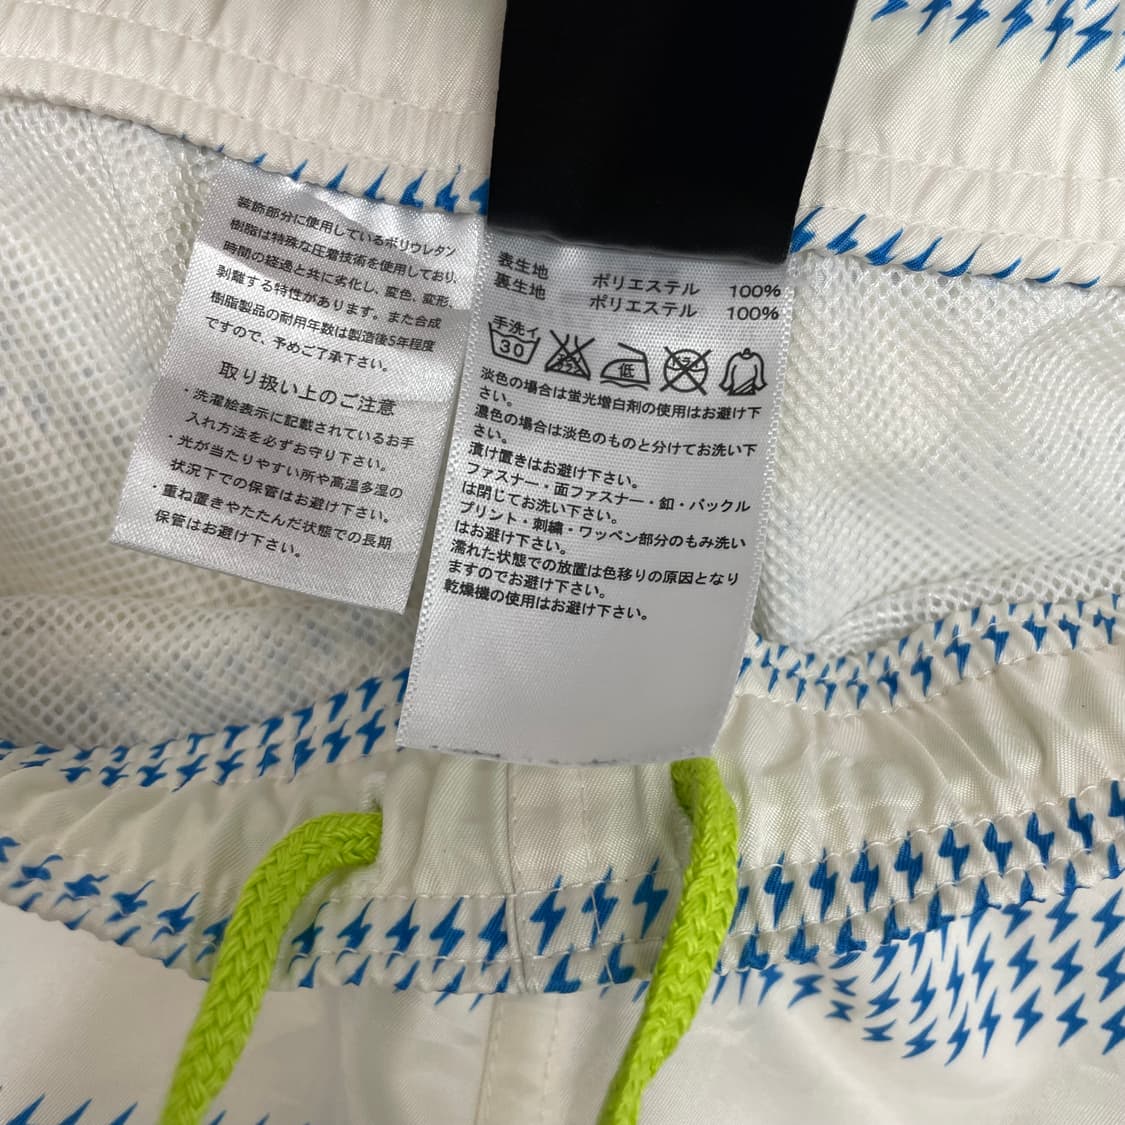 装飾部分に使用しているポリウレタン
樹脂は特殊な圧着技術を使用しており、
時間の経過と共に劣化し、変色、変形、
剥離する特性があります。また合成
樹脂製品の耐用年数は製造後5年程度
ですので、予めご了承下さい。
取り扱い上のご注意
・洗濯絵表示に記載されているお手
入れ方法を必ずお守り下さい。
・光が当たりやすい所や高温多湿の
状況下での保管はお避け下さい。
・重ね置きやたたんだ状態での長期
保管はお避け下さい。
表生地 ポリエステル 100%
裏生地 ポリエステル 100%
手洗イ
30
エンソサラシ
低
ドライ
淡色の場合は蛍光増白剤の使用はお避け下
さい。
濃色の場合は淡色のものと分けてお洗い下
さい。
漬け置きはお避け下さい。
ファスナー・面ファスナー・釦・バックル
は閉じてお洗い下さい。
プリント・刺繍・ワッペン部分のもみ洗い
はお避け下さい。
濡れた状態での放置は色移りの原因となり
ますのでお避け下さい。
乾燥機の使用はお避け下さい。